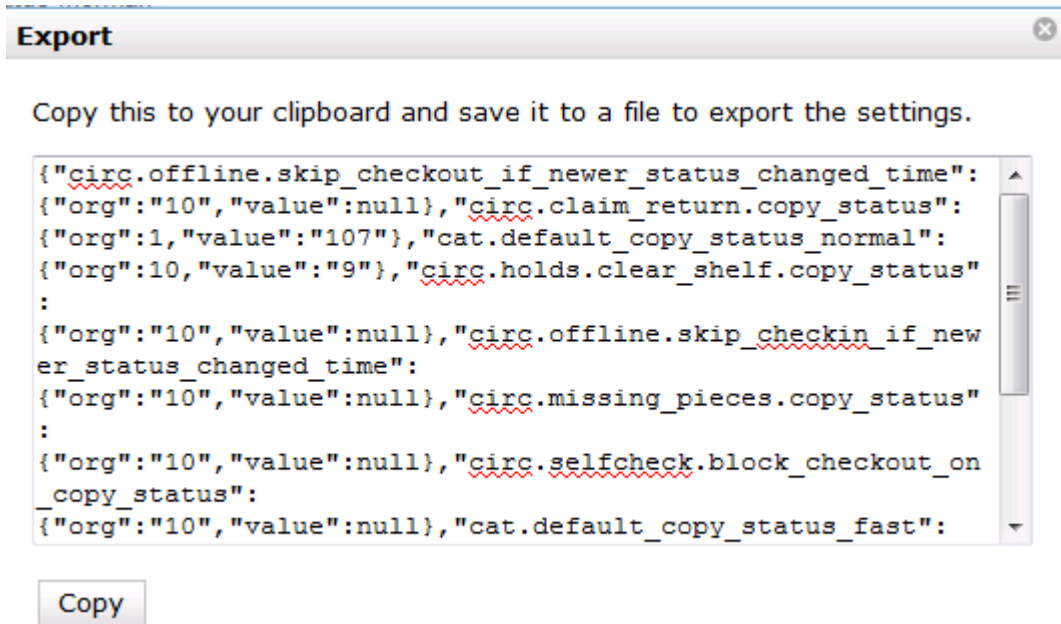 Export
Copy this to your clipboard and save it to a file to export the settings.
{"circ.offline.skip_checkout_if_newer_status_changed_time":
{"org":"10","value":null},"circ.claim_return.copy_status":
{"org":1,"value":"107"},"cat.default_copy_status_normal":
{"org":10,"value":"9"},"circ.holds.clear_shelf.copy_status"
:
{"org":"10","value":null},"circ.offline.skip_checkin_if_new
er_status_changed_time":
{"org":"10","value":null},"circ.missing_pieces.copy_status"
:
{"org":"10","value":null},"circ.selfcheck.block_checkout_on
_copy_status":
{"org":"10","value":null},"cat.default_copy_status_fast":
Copy